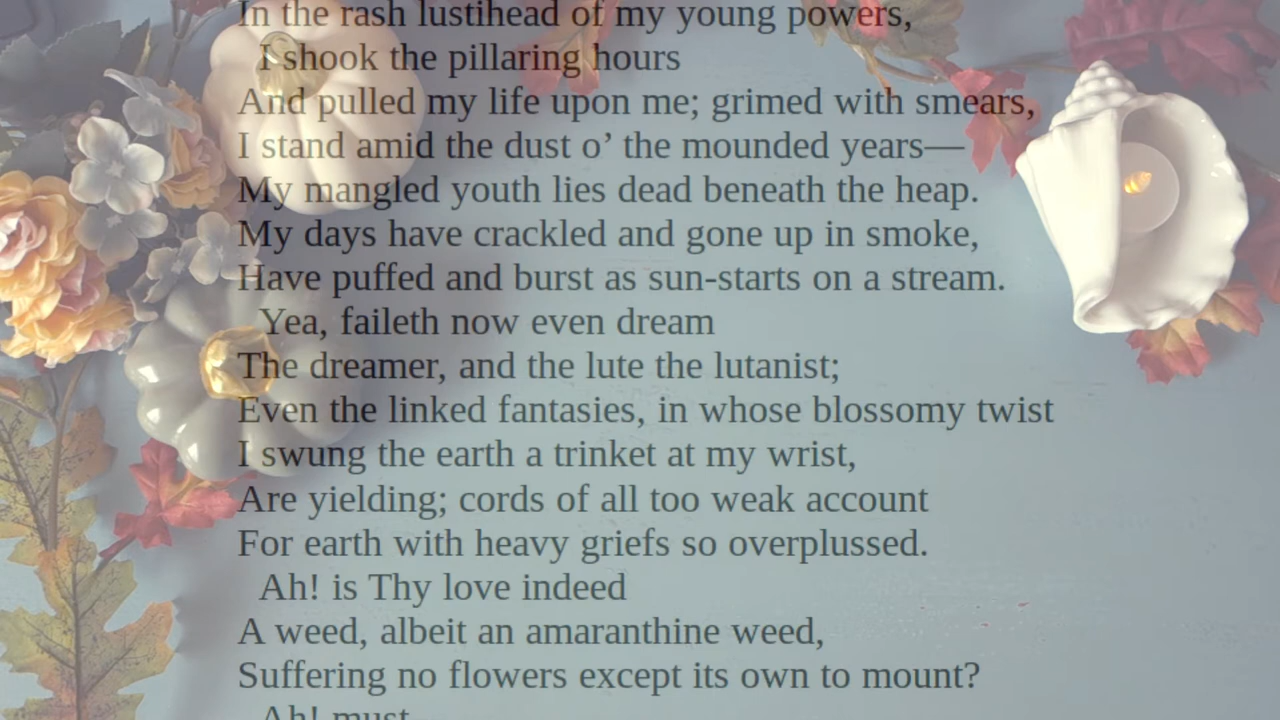 In the rash lustihead of my young powers,
I shook the pillaring hours
And pulled my life upon me; grimed with smears,
I stand amid the dust o’ the mounded years—
My mangled youth lies dead beneath the heap.
My days have crackled and gone up in smoke,
Have puffed and burst as sun-starts on a stream.
Yea, faileth now even dream
The dreamer, and the lute the lutanist;
Even the linked fantasies, in whose blossomy twist
I swung the earth a trinket at my wrist,
Are yielding; cords of all too weak account
For earth with heavy griefs so overplussed.
Ah! is Thy love indeed
A weed, albeit an amaranthine weed,
Suffering no flowers except its own to mount?
Ah! must